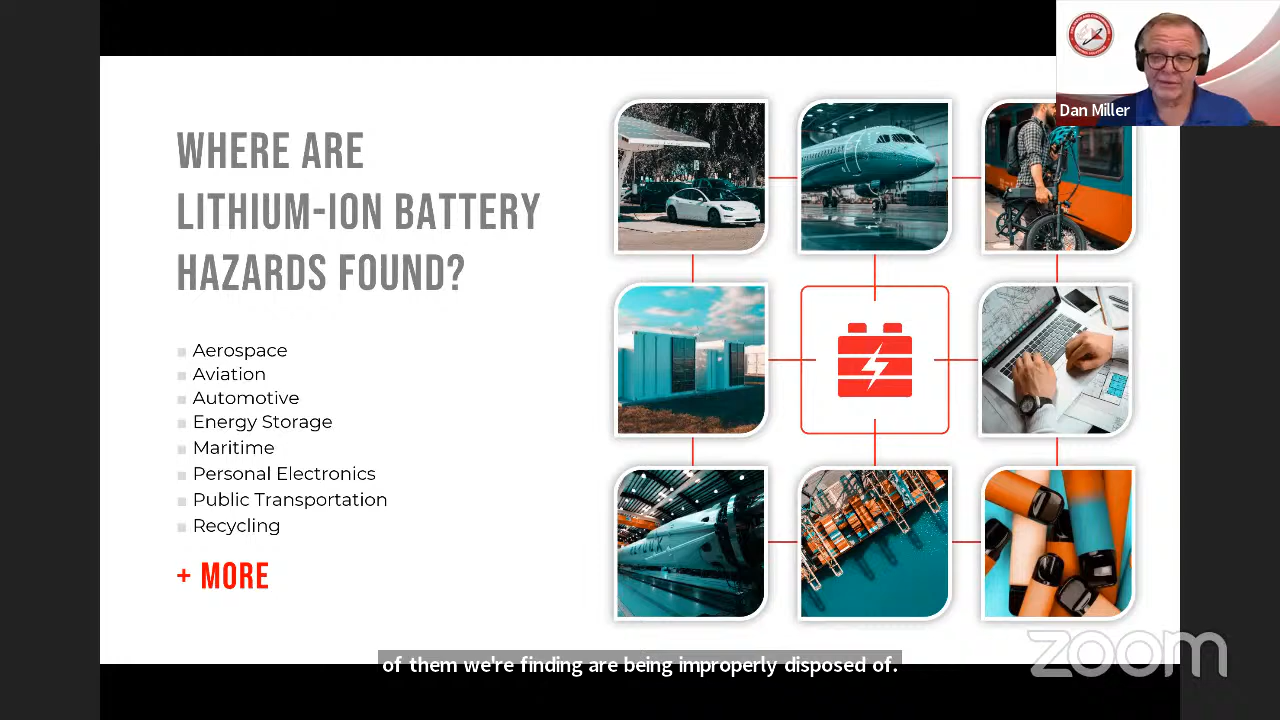 Dan Miller
WHERE ARE
LITHIUM-ION BATTERY
HAZARDS FOUND?
Aerospace
Aviation
Automotive
Energy Storage
Maritime
Personal Electronics
Public Transportation
Recycling
+ MORE
of them we're finding are being improperly disposed of.
zoom